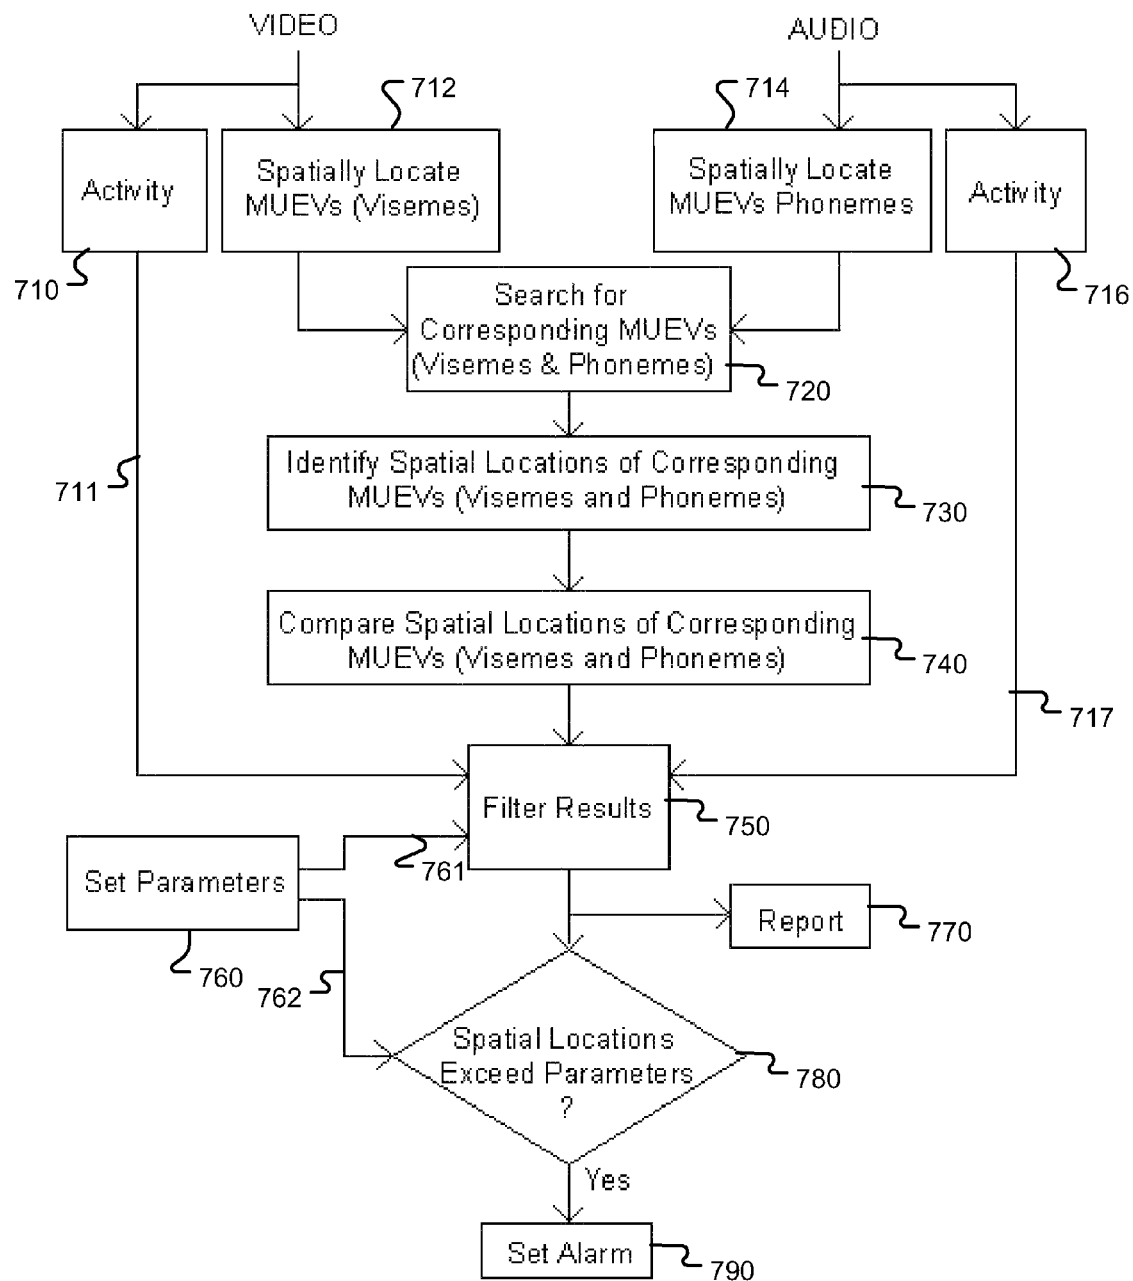 VIDEO
AUDIO
712
714
Activity
Spatially Locate
MUEVs (Visemes)
Spatially Locate
MUEVs Phonemes
Activity
710
716
Search for
Corresponding MUEVs
(Visemes & Phonemes)
720
711
Identify Spatial Locations of Corresponding
MUEVs (Visemes and Phonemes)
730
Compare Spatial Locations of Corresponding
MUEVs (Visemes and Phonemes)
740
717
Filter Results
750
761
Set Parameters
760
762
Report
770
Spatial Locations
Exceed Parameters
?
780
Yes
Set Alarm
790